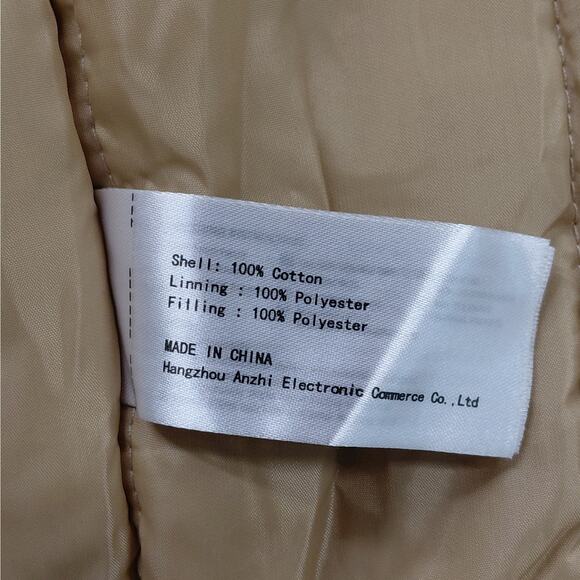 Shell: 100% Cotton
Linning : 100% Polyester
Filling : 100% Polyester
MADE IN CHINA
Hangzhou Anzhi Electronic Commerce Co.,Ltd